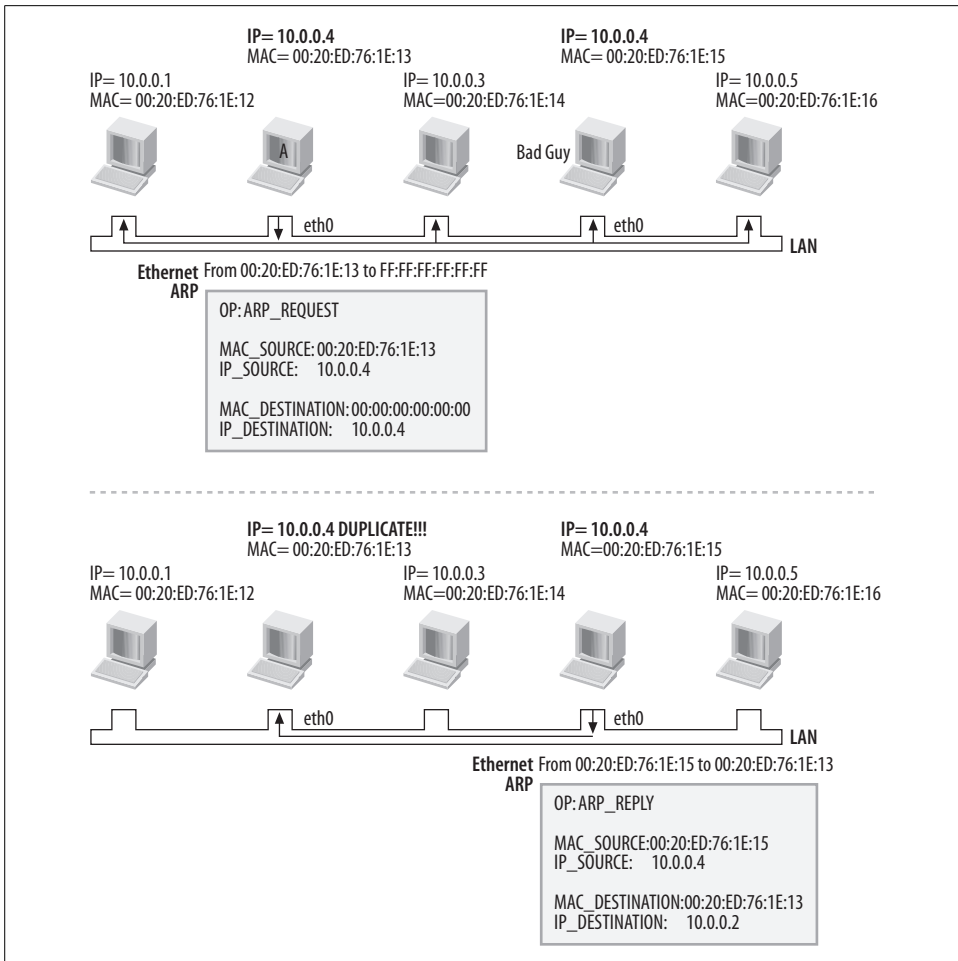 IP= 10.0.0.4
MAC= 00:20:ED:76:1E:13
IP= 10.0.0.4
MAC= 00:20:ED:76:1E:15
IP= 10.0.0.1
MAC= 00:20:ED:76:1E:12
IP= 10.0.0.3
MAC=00:20:ED:76:1E:14
IP= 10.0.0.5
MAC=00:20:ED:76:1E:16
A
Bad Guy
eth0
eth0
LAN
Ethernet From 00:20:ED:76:1E:13 to FF:FF:FF:FF:FF:FF
ARP
OP: ARP_REQUEST
MAC_SOURCE: 00:20:ED:76:1E:13
IP_SOURCE: 10.0.0.4
MAC_DESTINATION: 00:00:00:00:00:00
IP_DESTINATION: 10.0.0.4
IP= 10.0.0.4 DUPLICATE!!!
MAC= 00:20:ED:76:1E:13
IP= 10.0.0.4
MAC=00:20:ED:76:1E:15
IP= 10.0.0.1
MAC= 00:20:ED:76:1E:12
IP= 10.0.0.3
MAC=00:20:ED:76:1E:14
IP= 10.0.0.5
MAC= 00:20:ED:76:1E:16
eth0
eth0
LAN
Ethernet From 00:20:ED:76:1E:15 to 00:20:ED:76:1E:13
ARP
OP: ARP_REPLY
MAC_SOURCE:00:20:ED:76:1E:15
IP_SOURCE: 10.0.0.4
MAC_DESTINATION:00:20:ED:76:1E:13
IP_DESTINATION: 10.0.0.2